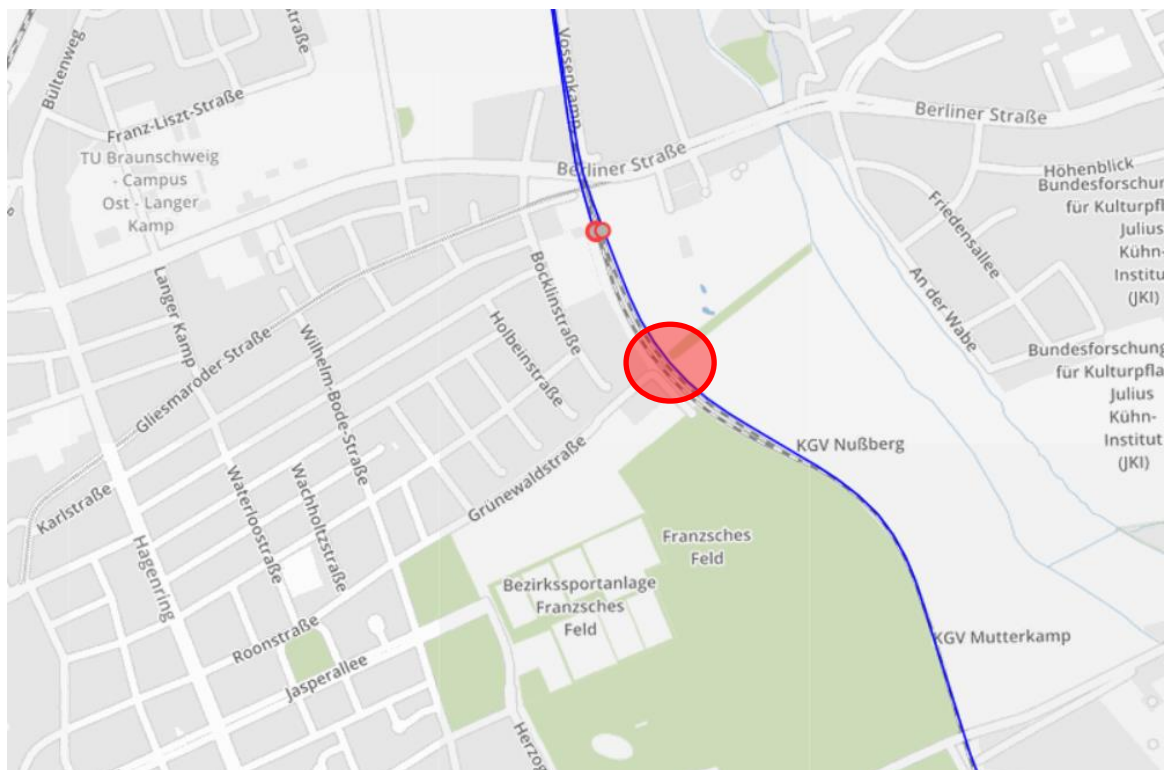 Bültenweg
Franz-Liszt-Straße
TU Braunschweig
- Campus
Ost - Langer
Kamp
Vossenkamp
Berliner Straße
Berliner Straße
Höhenblick
Bundesforschun
für Kulturpfl
Julius
Kühn-
Institu
(JKI)
Friedensallee
An der Wabe
Bundesforschung
für Kulturpfla
Julius
Kühn-
Institut
(JKI)
Langer Kamp
Böcklinstraße
Holbeinstraße
Gliesmaroder Straße
Wilhelm-Bode-Straße
Karlstraße
Waterloostraße
Wachholtzstraße
Grünewaldstraße
KGV Nußberg
Hagenring
Franzsches
Feld
Bezirkssportanlage
Franzsches
Feld
Roonstraße
Jasperallee
KGV Mutterkamp
Herzog